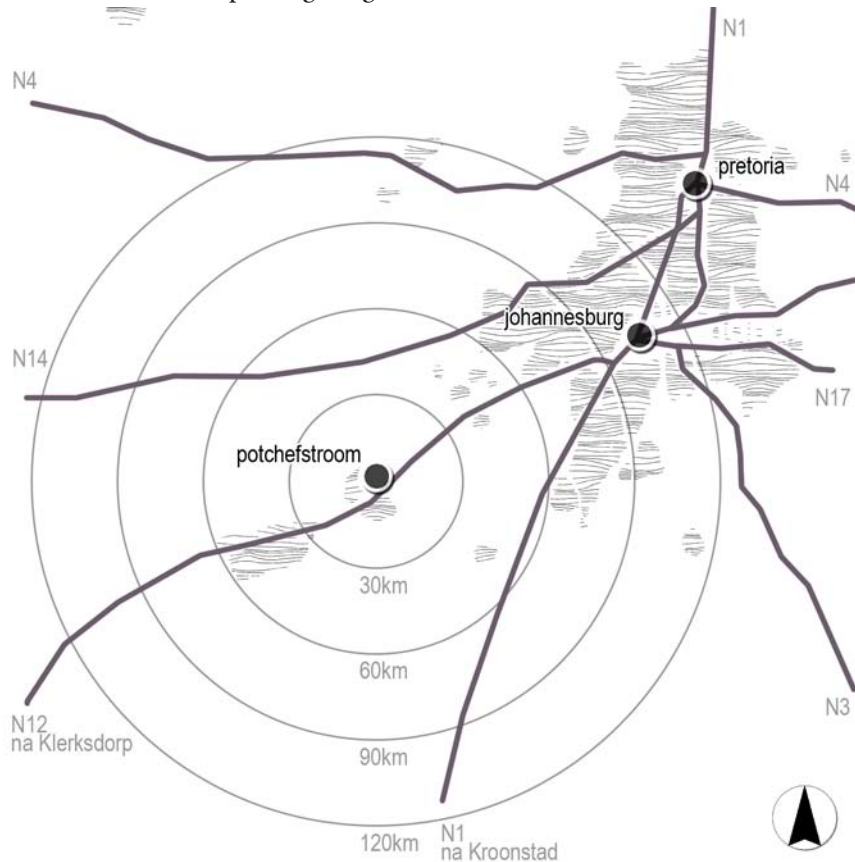 N1
N4
pretoria
N4
johannesburg
N14
N17
potchefstroom
30km
60km
N12
na Klerksdorp
90km
N3
120km
N1
na Kroonstad